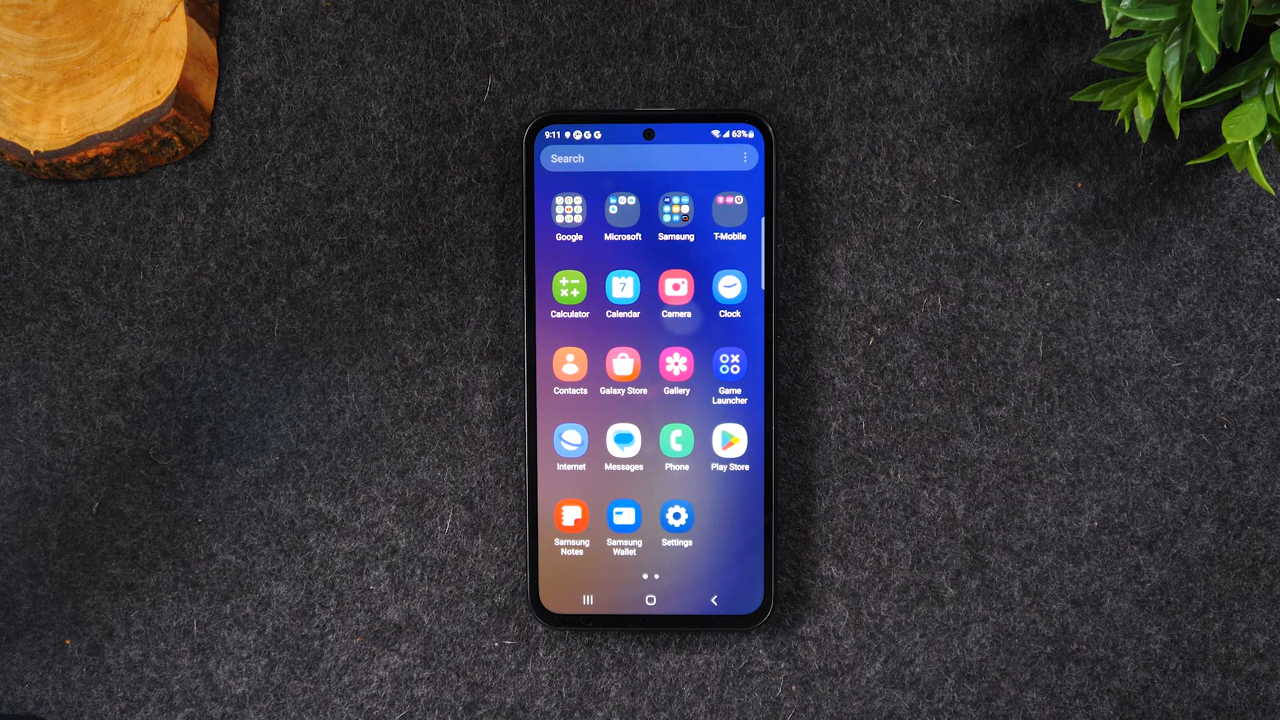 9:11 63%
Search
Google Microsoft Samsung T-Mobile
7
Calculator Calendar Camera Clock
Contacts Galaxy Store Gallery Game
Launcher
Internet Messages Phone Play Store
Samsung Samsung Settings
Notes Wallet